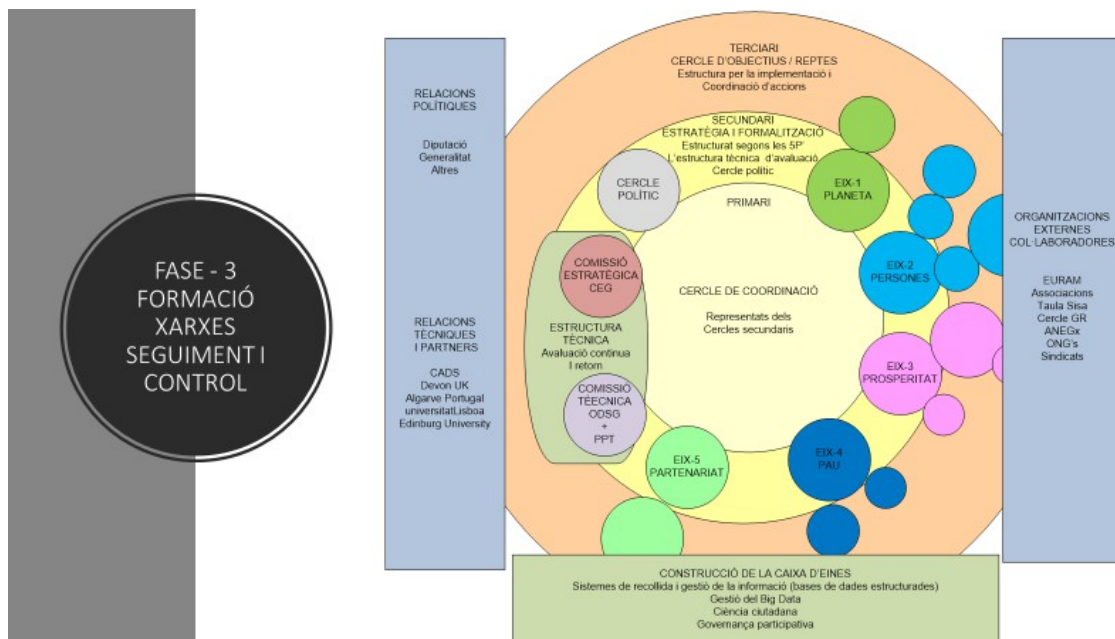 FASE - 3
FORMACIÓ
XARXES
SEGUIMENT I
CONTROL
RELACIONS
POLÍTIQUES
Diputació
Generalitat
Altres
RELACIONS
TÈCNIQUES
I PARTNERS
CADS
Devon UK
Algarve Portugal
universitatLisboa
Edinburg University
TERCIARI
CERCLE D'OBJECTIUS / REPTES
Estructura per la implementació i
Coordinació d'accions
SECUNDARI
ESTRATÈGIA I FORMALITZACIÓ
Estructurat segons les 5P'
L'estructura tècnica d'avaluació
Cercle polític
CERCLE
POLÍTIC
EIX-1
PLANETA
PRIMARI
COMISSIÓ
ESTRATÈGICA
CEG
EIX-2
PERSONES
CERCLE DE COORDINACIÓ
Representats dels
Cercles secundaris
ESTRUCTURA
TÈCNICA
Avaluació continua
I retorn
EIX-3
PROSPERITAT
COMISSIÓ
TÈECNICA
ODSG
+
PPT
EIX-5
PARTENARIAT
EIX-4
PAU
ORGANITZACIONS
EXTERNES
COL·LABORADORES
EURAM
Associacions
Taula Sisa
Cercle GR
ANEGx
ONG's
Sindicats
CONSTRUCCIÓ DE LA CAIXA D'EINES
Sistemes de recollida i gestió de la informació (bases de dades estructurades)
Gestió del Big Data
Ciència ciutadana
Governança participativa